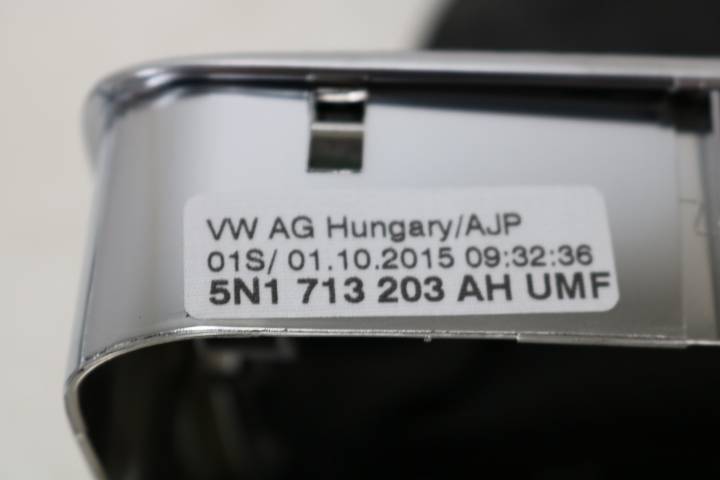 VW AG Hungary/AJP
01S/ 01.10.2015 09:32:36
5N1 713 203 AH UMF